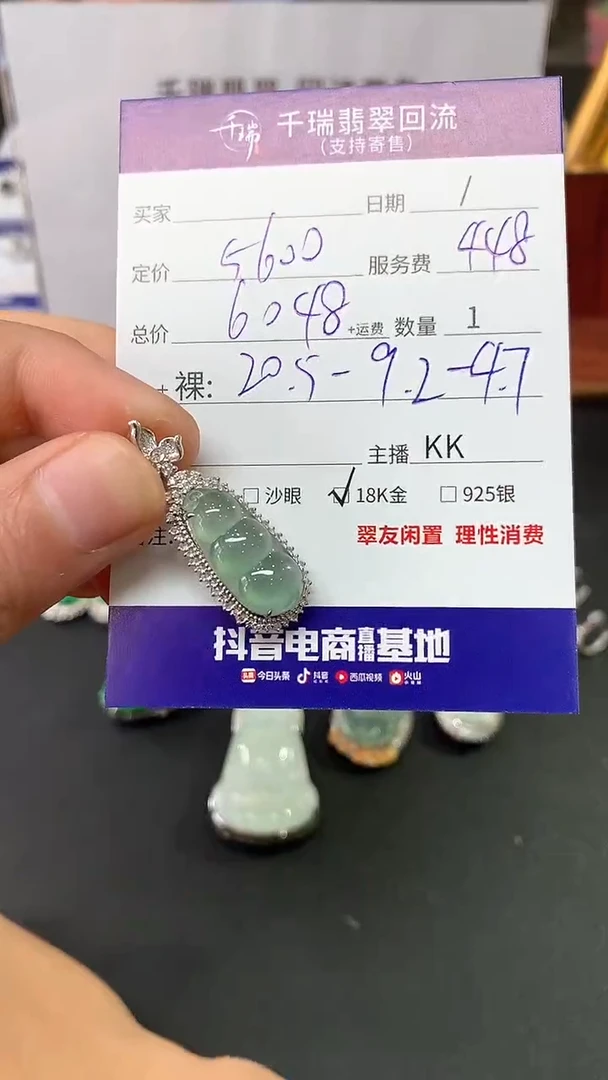 千瑞 千瑞翡翠回流
(支持寄售)
买家 日期 /
定价 5600 服务费 448
总价 6048 +运费 数量 1
+ 裸: 20.5-9.2-4.7
主播 KK
□ 沙眼 ☑ 18K金 □ 925银
注: 翠友闲置 理性消费
抖音电商直播基地
头条 今日头条 抖音 西瓜视频 火山